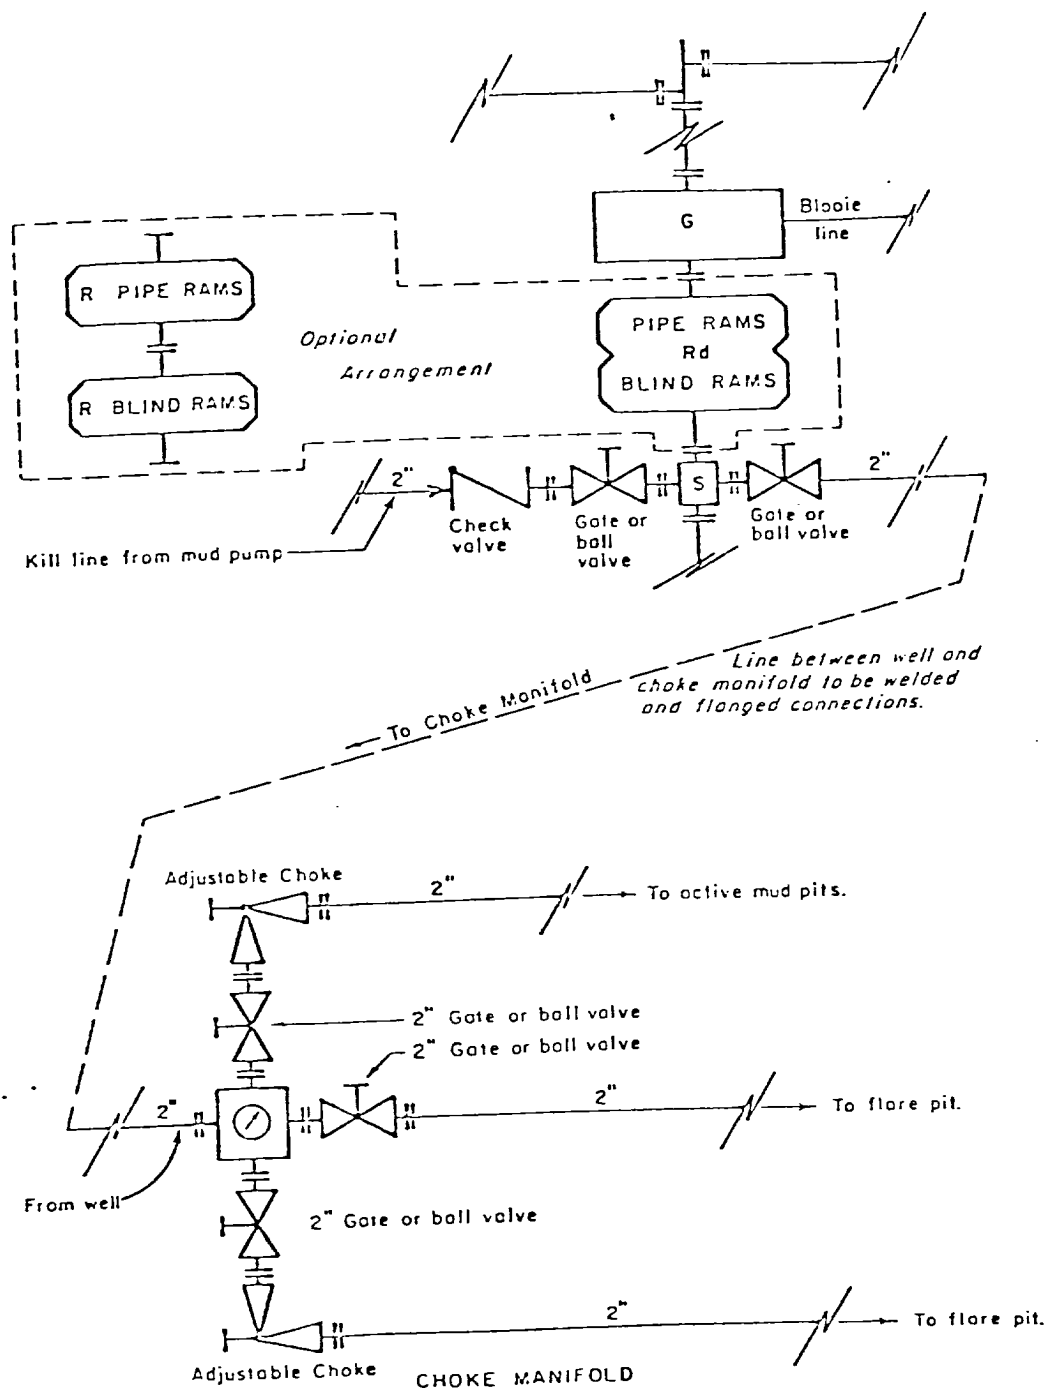 G
Blooie
line
R PIPE RAMS
R BLIND RAMS
Optional
Arrangement
PIPE RAMS
Rd
BLIND RAMS
2"
S
2"
Check
valve
Gate or
ball
valve
Gate or
ball valve
Kill line from mud pump
Line between well and
choke manifold to be welded
and flanged connections.
To Choke Manifold
Adjustable Choke
2"
To active mud pits.
2" Gate or ball valve
2" Gate or ball valve
2"
2"
To flare pit.
From well
2" Gate or ball valve
2"
To flare pit.
Adjustable Choke
CHOKE MANIFOLD